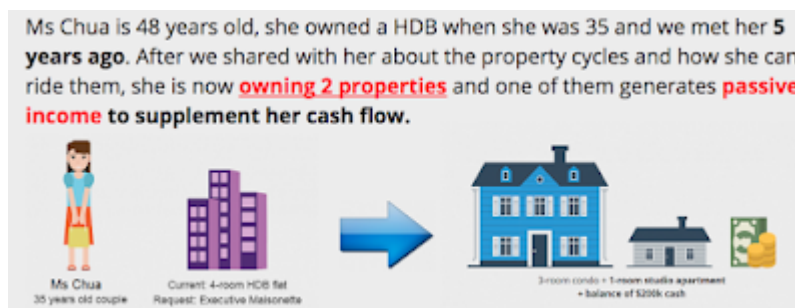 Ms Chua is 48 years old, she owned a HDB when she was 35 and we met her 5
years ago. After we shared with her about the property cycles and how she can
ride them, she is now owning 2 properties and one of them generates passive
income to supplement her cash flow.
Ms Chua
35 years old couple
Current: 4-room HDB flat
Request: Executive Maisonette
3-room condo + 1-room studio apartment
+ balance of $200k cash